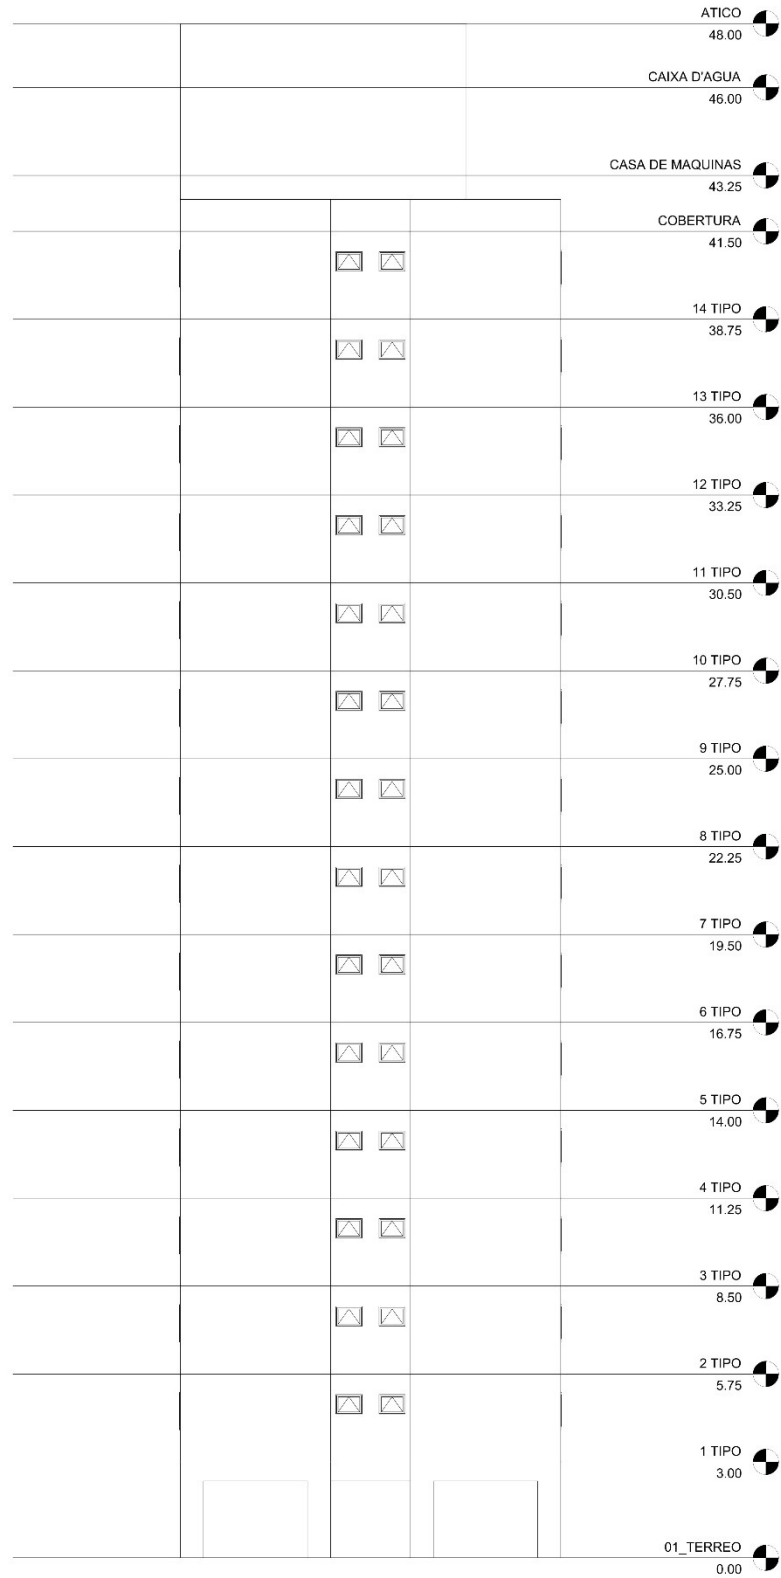 ATICO
48.00
CAIXA D'AGUA
46.00
CASA DE MAQUINAS
43.25
COBERTURA
41.50
14 TIPO
38.75
13 TIPO
36.00
12 TIPO
33.25
11 TIPO
30.50
10 TIPO
27.75
9 TIPO
25.00
8 TIPO
22.25
7 TIPO
19.50
6 TIPO
16.75
5 TIPO
14.00
4 TIPO
11.25
3 TIPO
8.50
2 TIPO
5.75
1 TIPO
3.00
01_TERREO
0.00